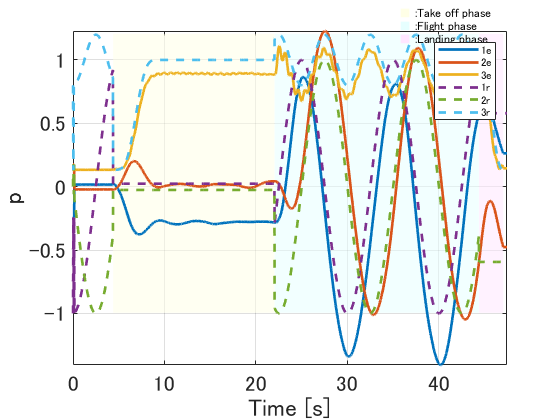 :Take off phase
:Flight phase
:Landing phase
1e
2e
3e
1r
2r
3r
1
0.5
0
-0.5
-1
p
0 10 20 30 40
Time [s]